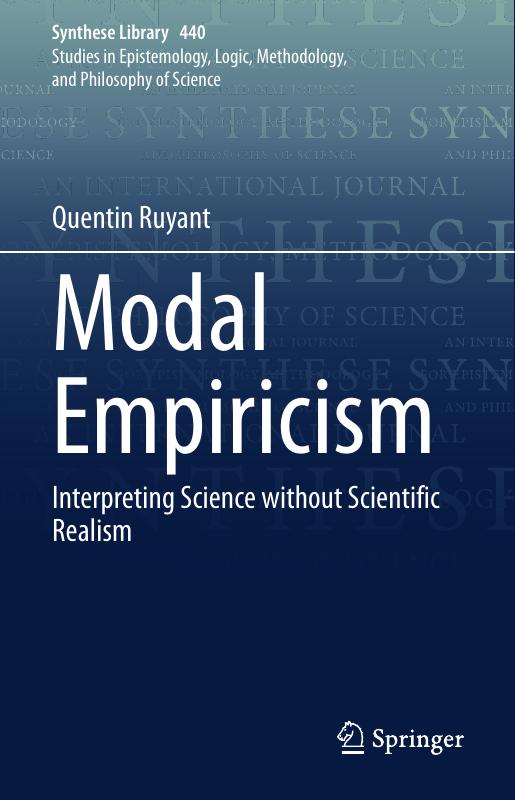 Synthese Library 440
Studies in Epistemology, Logic, Methodology,
and Philosophy of Science
Quentin Ruyant
Modal
Empiricism
Interpreting Science without Scientific
Realism
Springer